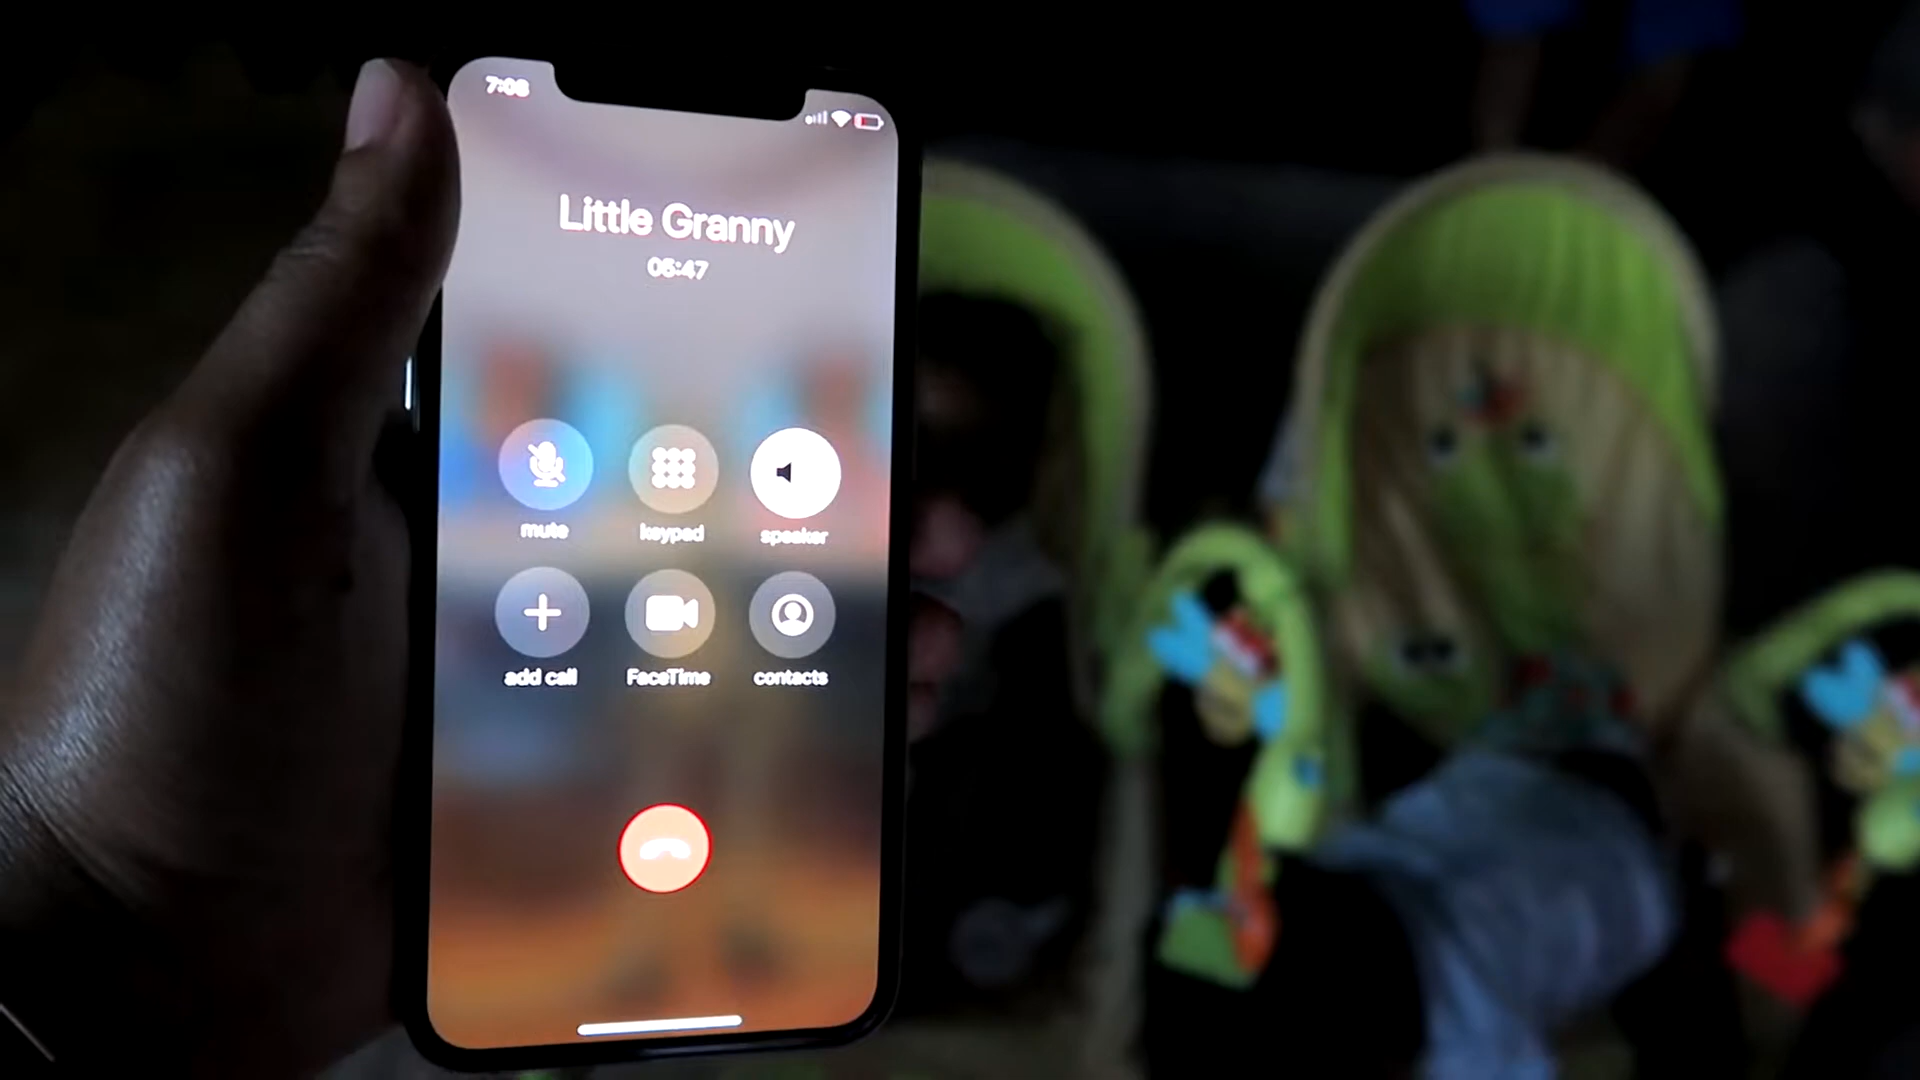 7:08
Little Granny
05:47
mute
keypad
speaker
add call
FaceTime
contacts